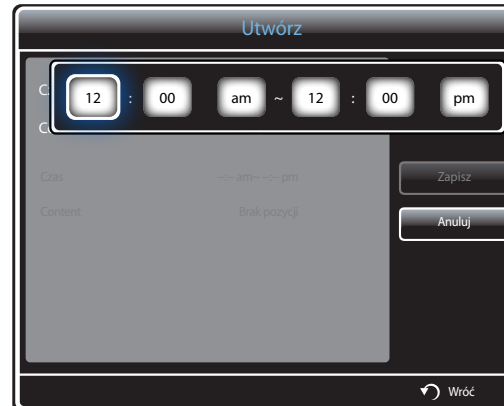 Utwórz
12 : 00 am ~ 12 : 00 pm
Czas --:-- am~ --:-- pm
Content Brak pozycji
Zapisz
Anuluj
Wróć